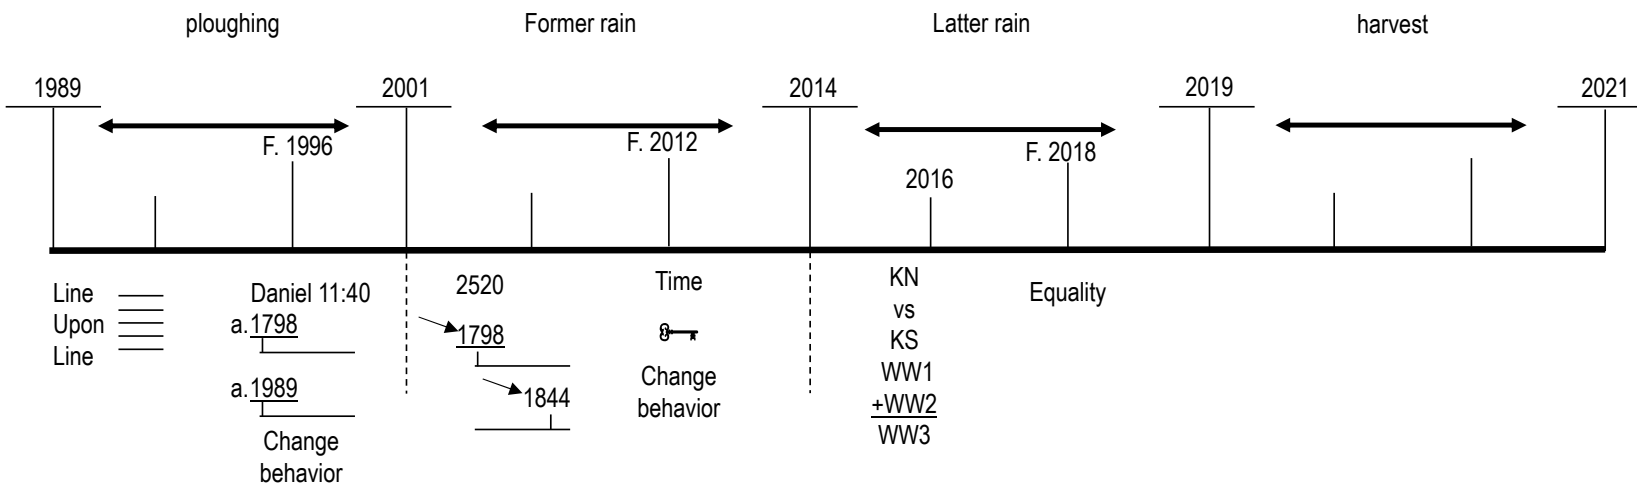 ploughing
Former rain
Latter rain
harvest
1989
2001
2014
2019
2021
F. 1996
F. 2012
F. 2018
2016
Line
Upon
Line
Daniel 11:40
a.1798
a.1989
Change
behavior
2520
1798
1844
Time
Change
behavior
KN
vs
KS
WW1
+WW2
WW3
Equality